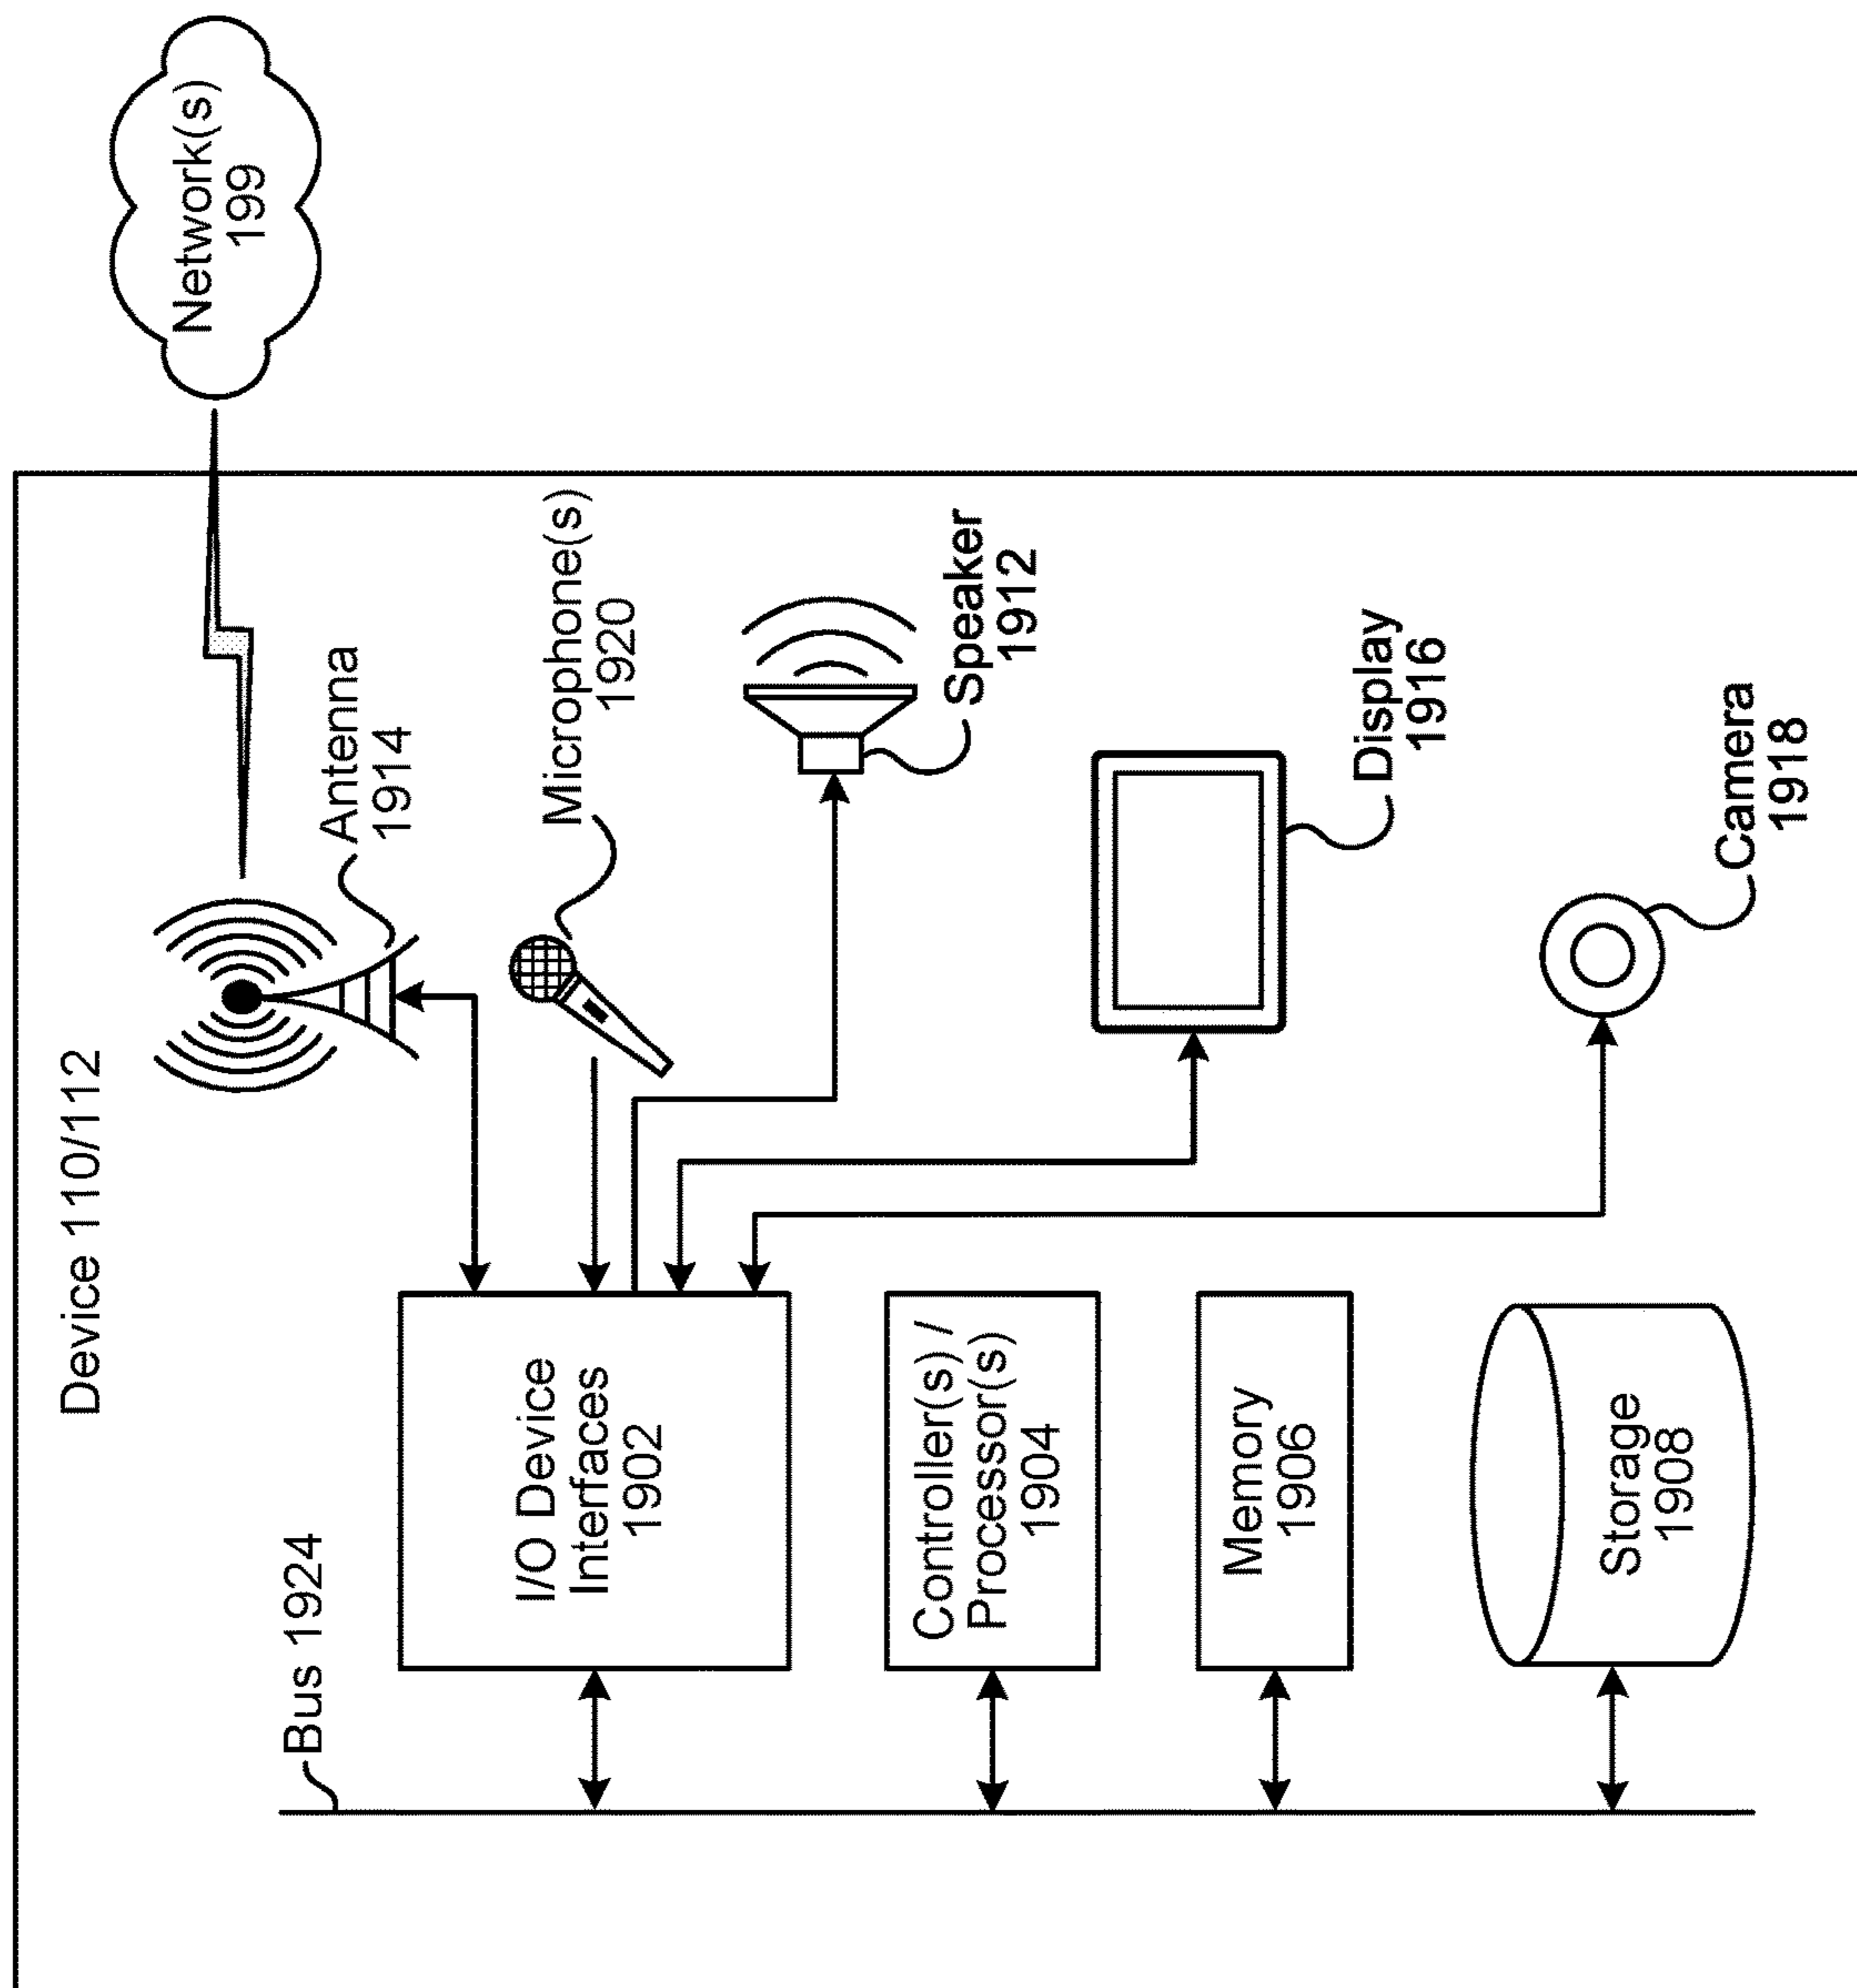 Device 110/112
Network(s)
199
Antenna
1914
Bus 1924
Microphone(s)
1920
I/O Device
Interfaces
1902
Speaker
1912
Controller(s) /
Processor(s)
1904
Display
1916
Memory
1906
Camera
1918
Storage
1908